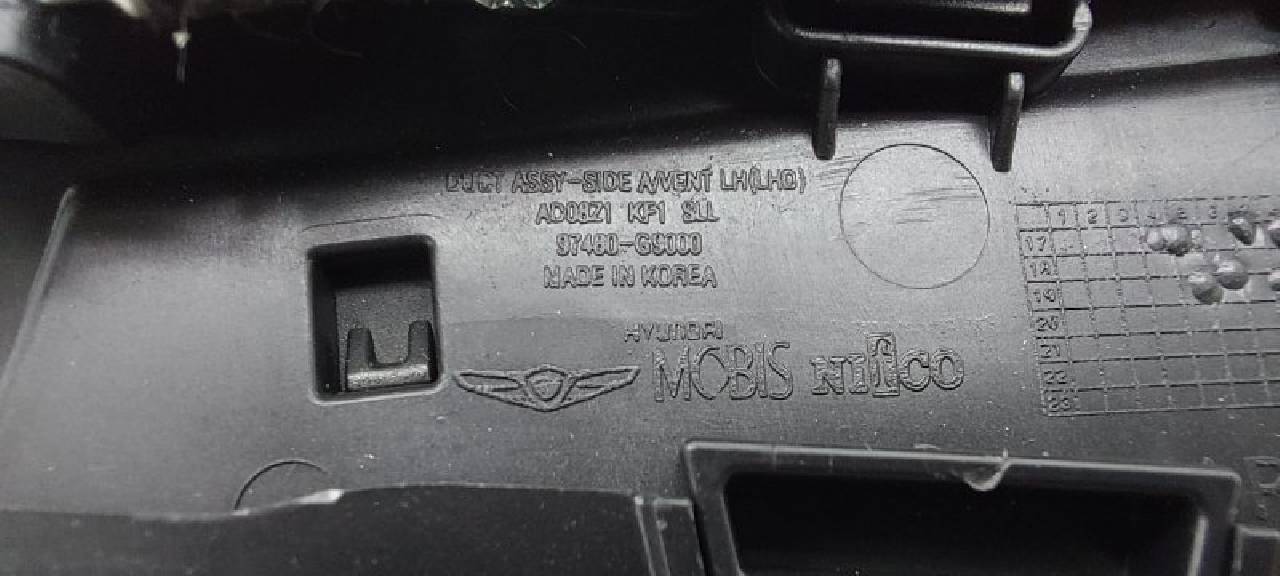 DUCT ASSY-SIDE A/VENT LH(LHD)
KF1 SLL
97480-G9000
MADE IN KOREA
HYUNDAI
MOBIS NIFCO
1 2 3 4 5 6
17
18
19
20
21
22
23